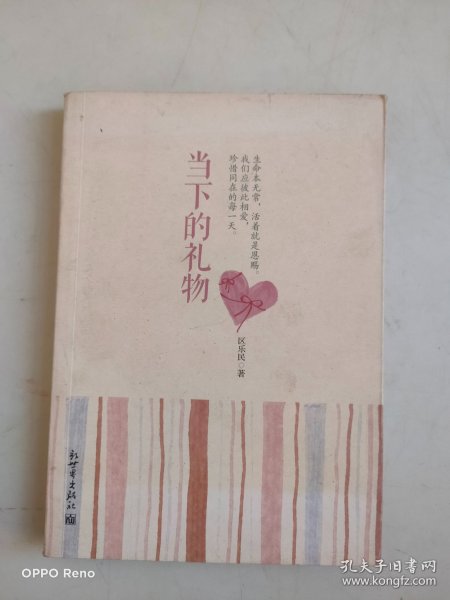 当下的礼物
生命本无常，活着就是恩赐。
我们应彼此相爱，
珍惜同在的每一天。
区乐民 著
新世界出版社
OPPO Reno
孔夫子旧书网
www.kongfz.com